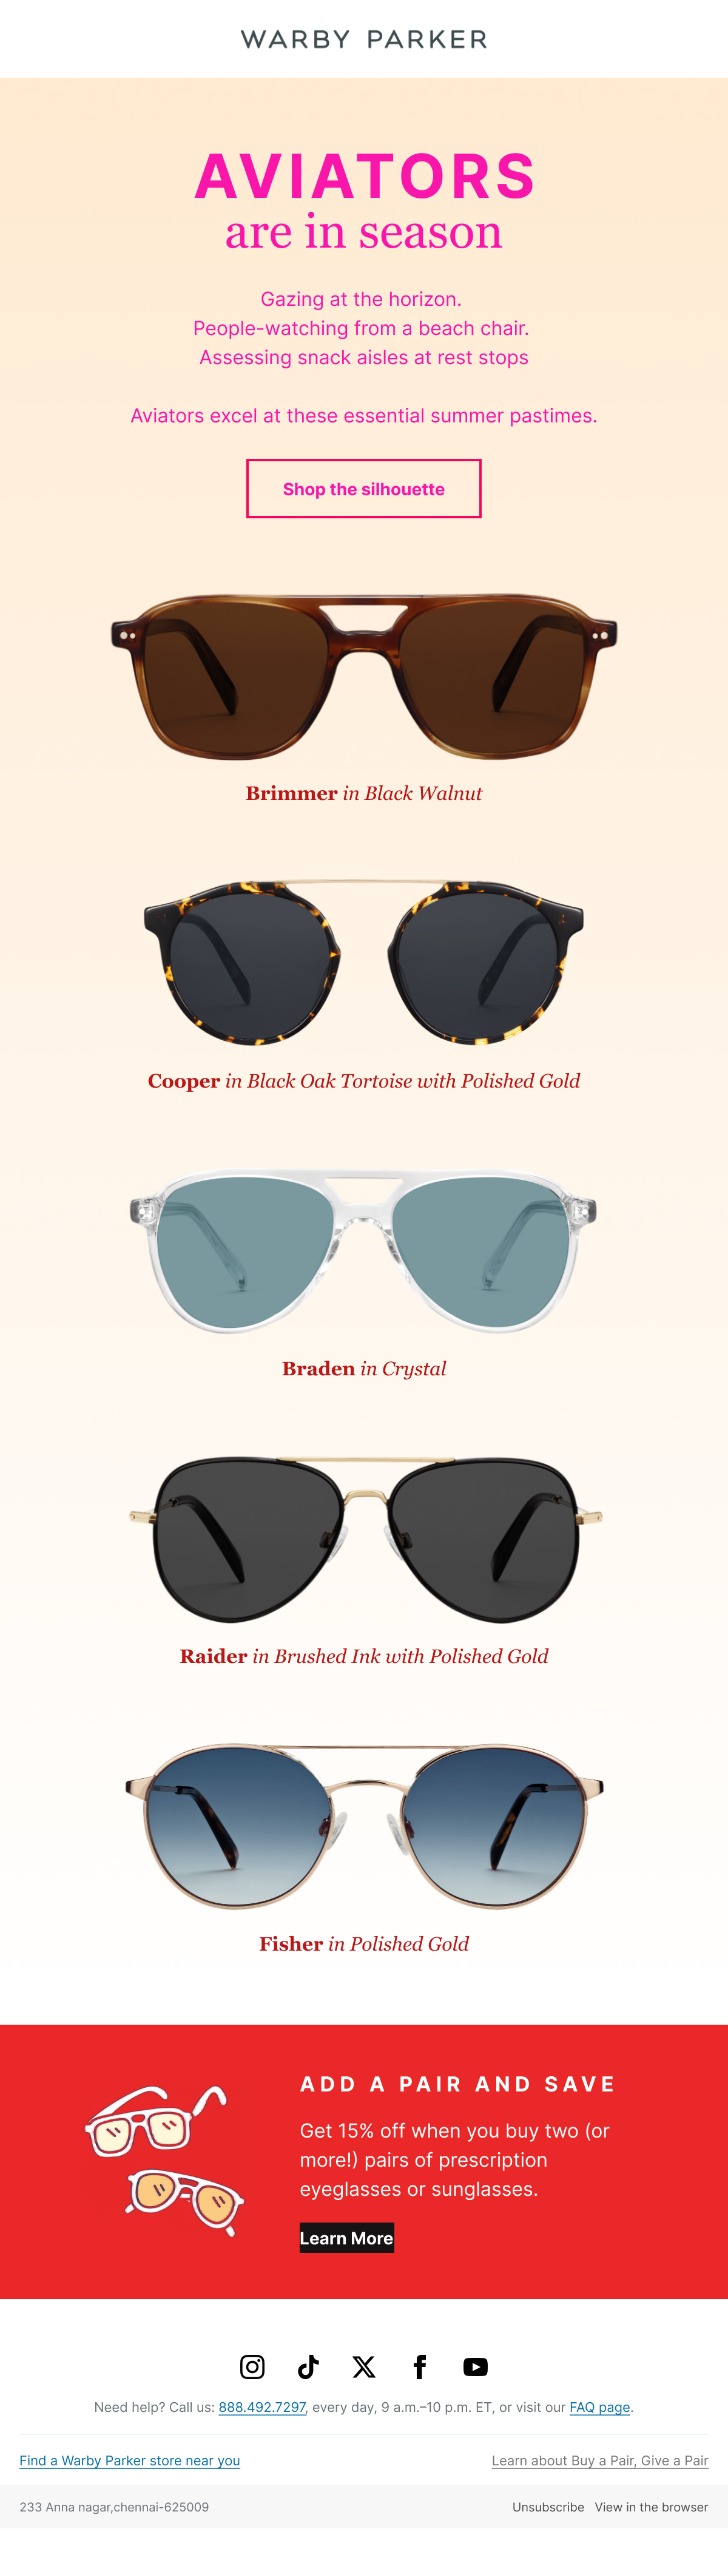 WARBY PARKER
AVIATORS
are in season
Gazing at the horizon.
People-watching from a beach chair.
Assessing snack aisles at rest stops
Aviators excel at these essential summer pastimes.
Shop the silhouette
Brimmer in Black Walnut
Cooper in Black Oak Tortoise with Polished Gold
Braden in Crystal
Raider in Brushed Ink with Polished Gold
Fisher in Polished Gold
ADD A PAIR AND SAVE
Get 15% off when you buy two (or
more!) pairs of prescription
eyeglasses or sunglasses.
Learn More
Need help? Call us: 888.492.7297, every day, 9 a.m.–10 p.m. ET, or visit our FAQ page.
Find a Warby Parker store near you Learn about Buy a Pair, Give a Pair
233 Anna nagar,chennai-625009 Unsubscribe View in the browser